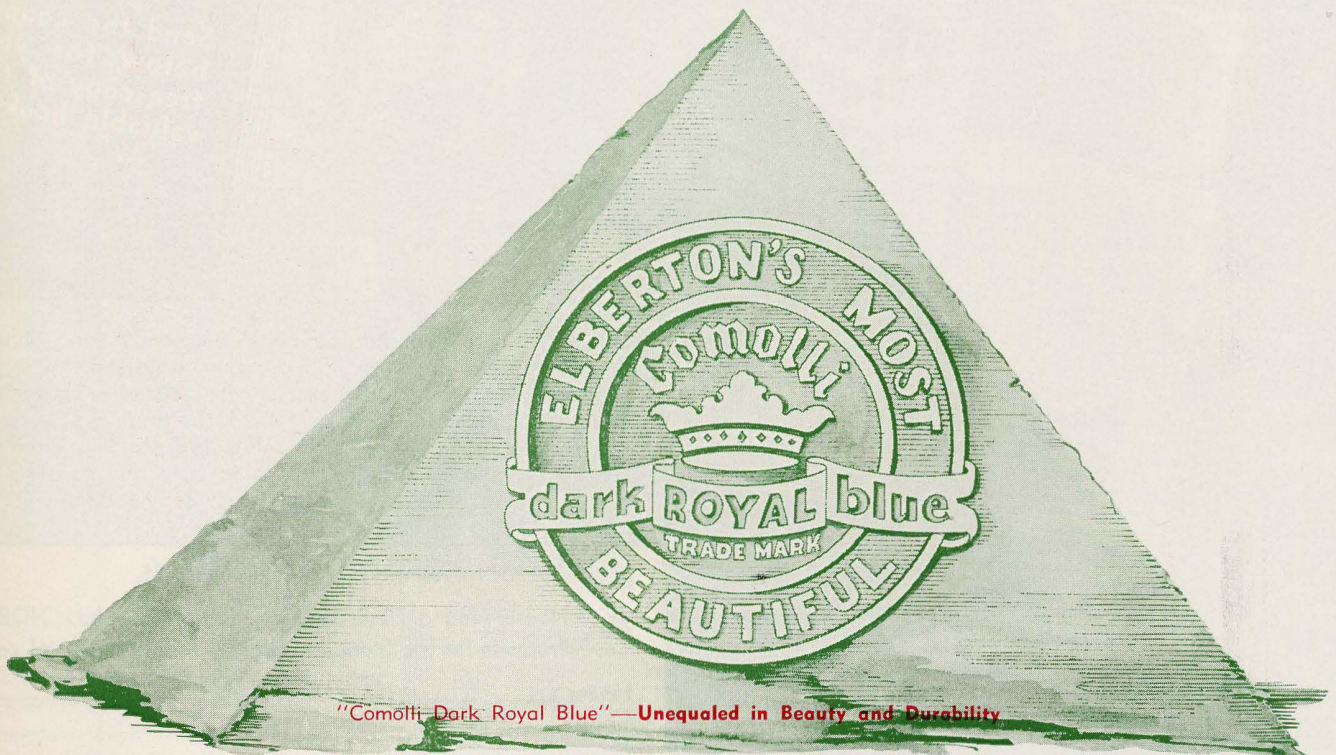 ELBERTON'S MOST
Comolli
dark ROYAL blue
TRADE MARK
BEAUTIFUL
"Comolli Dark Royal Blue"—Unequaled in Beauty and Durability